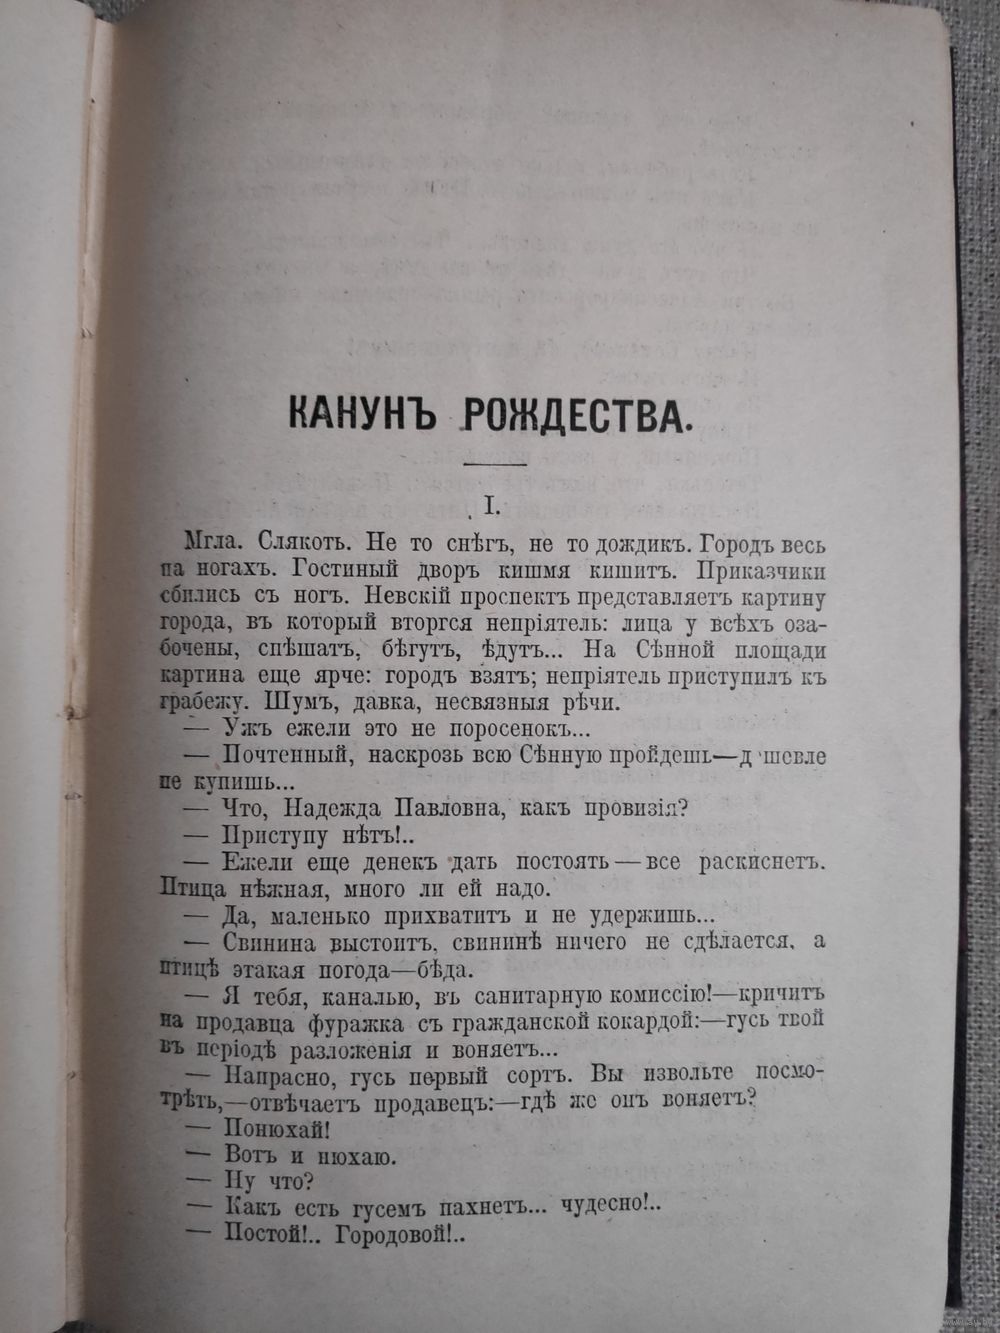 КАНУНЪ РОЖДЕСТВА.
I.
Мгла. Слякоть. Не то снѣгъ, не то дождикъ. Городъ весь
на ногахъ. Гостиный дворъ кишмя кишитъ. Приказчики
сбились съ ногъ. Невскій проспектъ представляетъ картину
города, въ который вторгся непріятель: лица у всѣхъ оза-
бочены, спѣшатъ, бѣгутъ, ѣдутъ... На Сѣнной площади
картина еще ярче: городъ взятъ; непріятель приступилъ къ
грабежу. Шумъ, давка, несвязныя рѣчи.
— Ужъ ежели это не поросенокъ...
— Почтенный, наскрозь всю Сѣнную пройдешь—д шевле
не купишь...
— Что, Надежда Павловна, какъ провизія?
— Приступу нѣтъ!..
— Ежели еще денекъ дать постоять—все раскиснетъ.
Птица нѣжная, много ли ей надо.
— Да, маленько прихватитъ и не удержишь...
— Свинина выстоитъ, свининѣ ничего не сдѣлается, а
птицѣ этакая погода—бѣда.
— Я тебя, каналью, въ санитарную комиссію!—кричитъ
на продавца фуражка съ гражданской кокардой:—гусь твой
въ періодѣ разложенія и воняетъ...
— Напрасно, гусь первый сортъ. Вы извольте посмо-
трѣть,—отвѣчаетъ продавецъ:—гдѣ же онъ воняетъ?
— Понюхай!
— Вотъ и нюхаю.
— Ну что?
— Какъ есть гусемъ пахнетъ... чудесно!..
— Постой!.. Городовой!..